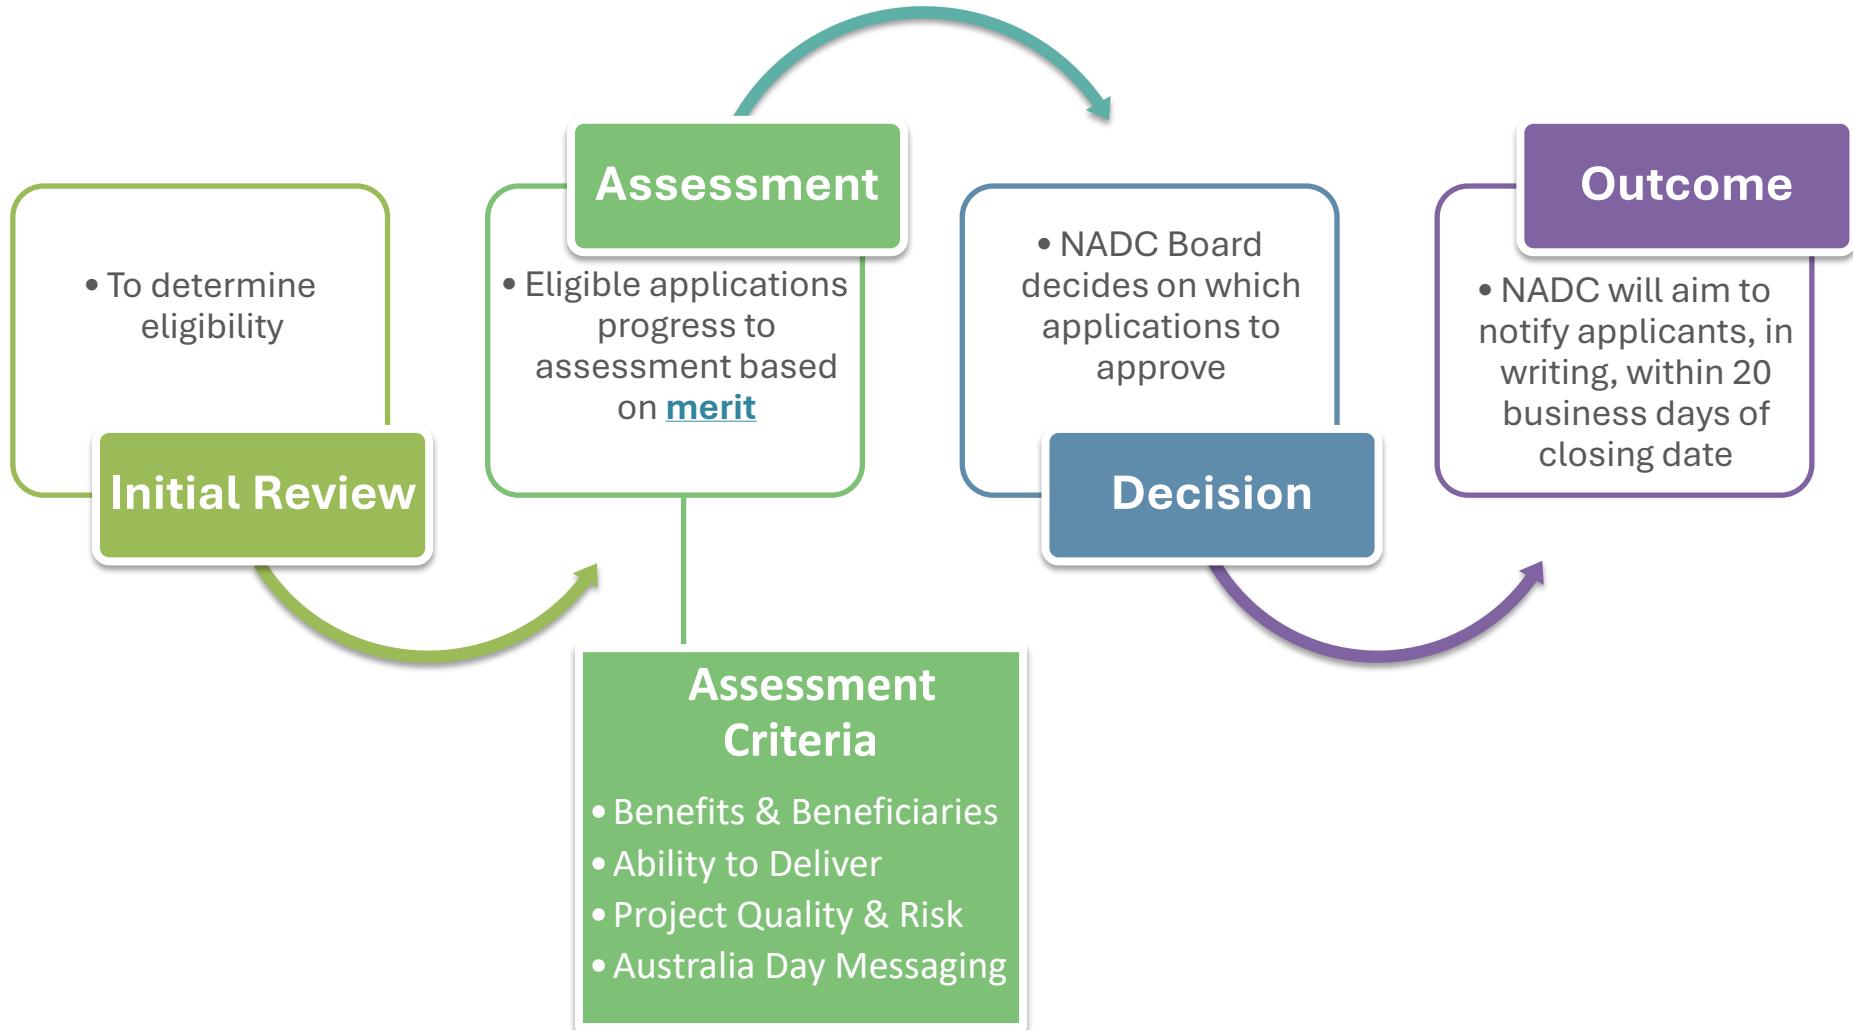 • To determine
eligibility
Initial Review
Assessment
• Eligible applications
progress to
assessment based
on merit
Assessment
Criteria
• Benefits & Beneficiaries
• Ability to Deliver
• Project Quality & Risk
• Australia Day Messaging
• NADC Board
decides on which
applications to
approve
Decision
Outcome
• NADC will aim to
notify applicants, in
writing, within 20
business days of
closing date